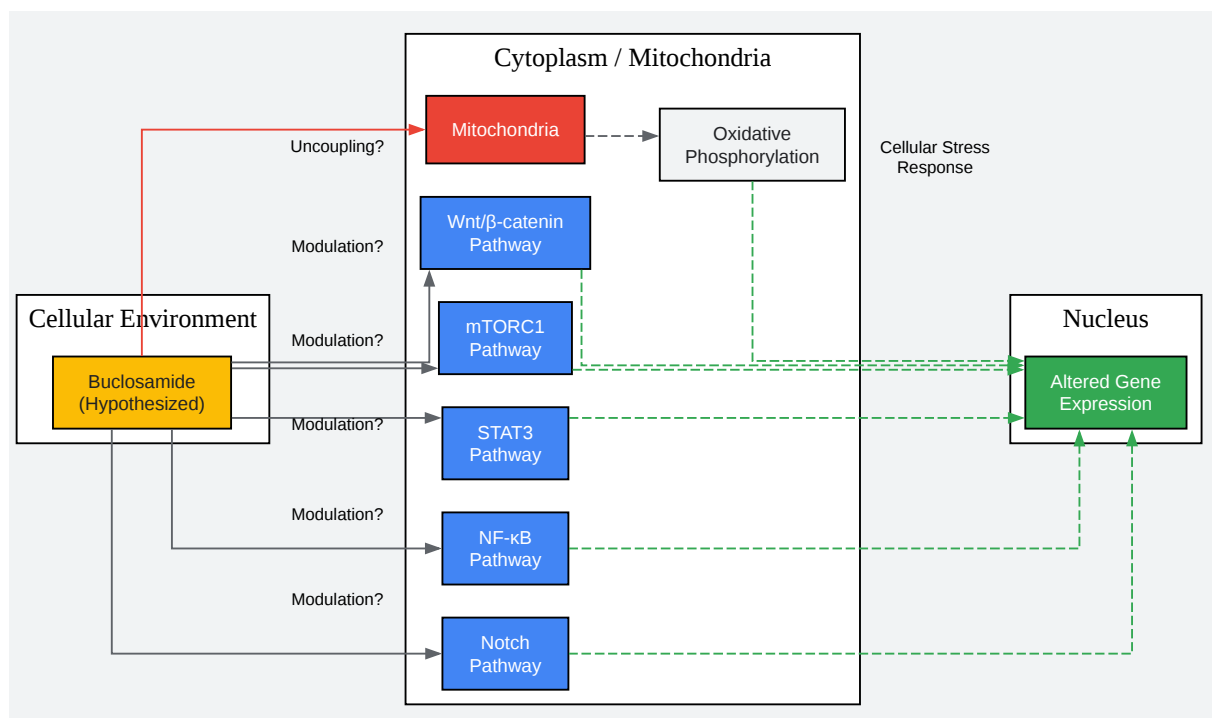 Cytoplasm / Mitochondria
Mitochondria
Oxidative
Phosphorylation
Uncoupling?
Cellular Stress
Response
Wnt/β-catenin
Pathway
Modulation?
Cellular Environment
Buclosamide
(Hypothesized)
Modulation?
mTORC1
Pathway
Nucleus
Altered Gene
Expression
Modulation?
STAT3
Pathway
Modulation?
NF-κB
Pathway
Modulation?
Notch
Pathway